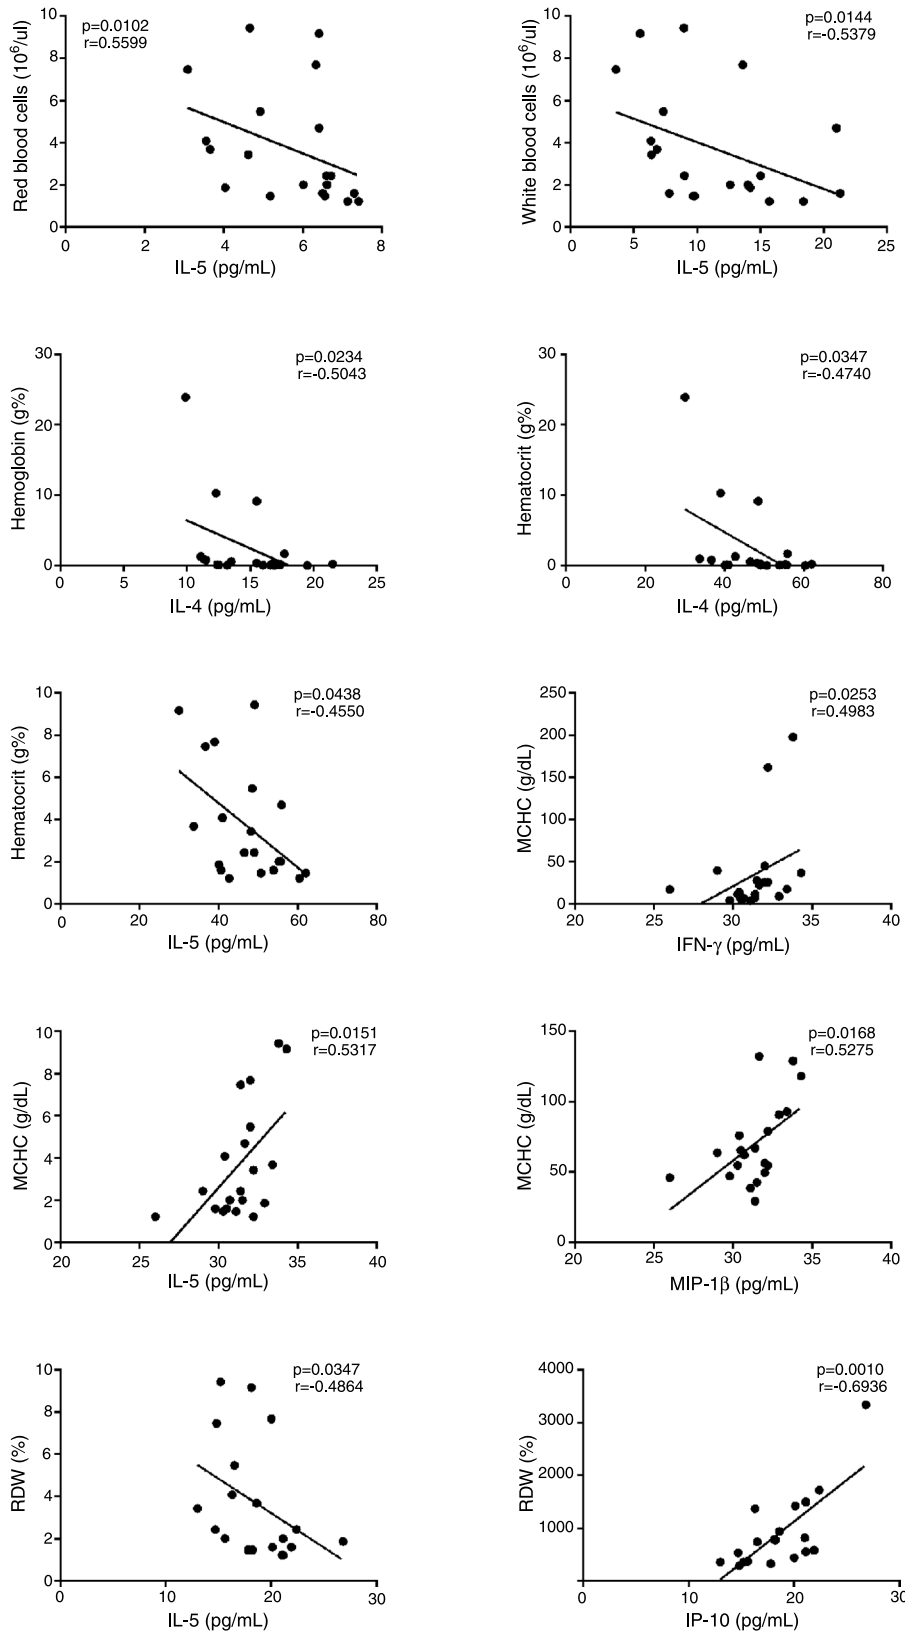 p=0.0102
r=0.5599
Red blood cells (10⁶/ul)
10
8
6
4
2
0
0 2 4 6 8
IL-5 (pg/mL)
p=0.0144
r=-0.5379
White blood cells (10⁶/ul)
10
8
6
4
2
0
0 5 10 15 20 25
IL-5 (pg/mL)
p=0.0234
r=-0.5043
Hemoglobin (g%)
30
20
10
0
0 5 10 15 20 25
IL-4 (pg/mL)
p=0.0347
r=-0.4740
Hematocrit (g%)
30
20
10
0
0 20 40 60 80
IL-4 (pg/mL)
p=0.0438
r=-0.4550
Hematocrit (g%)
10
8
6
4
2
0
0 20 40 60 80
IL-5 (pg/mL)
p=0.0253
r=0.4983
MCHC (g/dL)
250
200
150
100
50
0
20 25 30 35 40
IFN-γ (pg/mL)
p=0.0151
r=0.5317
MCHC (g/dL)
10
8
6
4
2
0
20 25 30 35 40
IL-5 (pg/mL)
p=0.0168
r=0.5275
MCHC (g/dL)
150
100
50
0
20 25 30 35 40
MIP-1β (pg/mL)
p=0.0347
r=-0.4864
RDW (%)
10
8
6
4
2
0
0 10 20 30
IL-5 (pg/mL)
p=0.0010
r=-0.6936
RDW (%)
4000
3000
2000
1000
0
0 10 20 30
IP-10 (pg/mL)